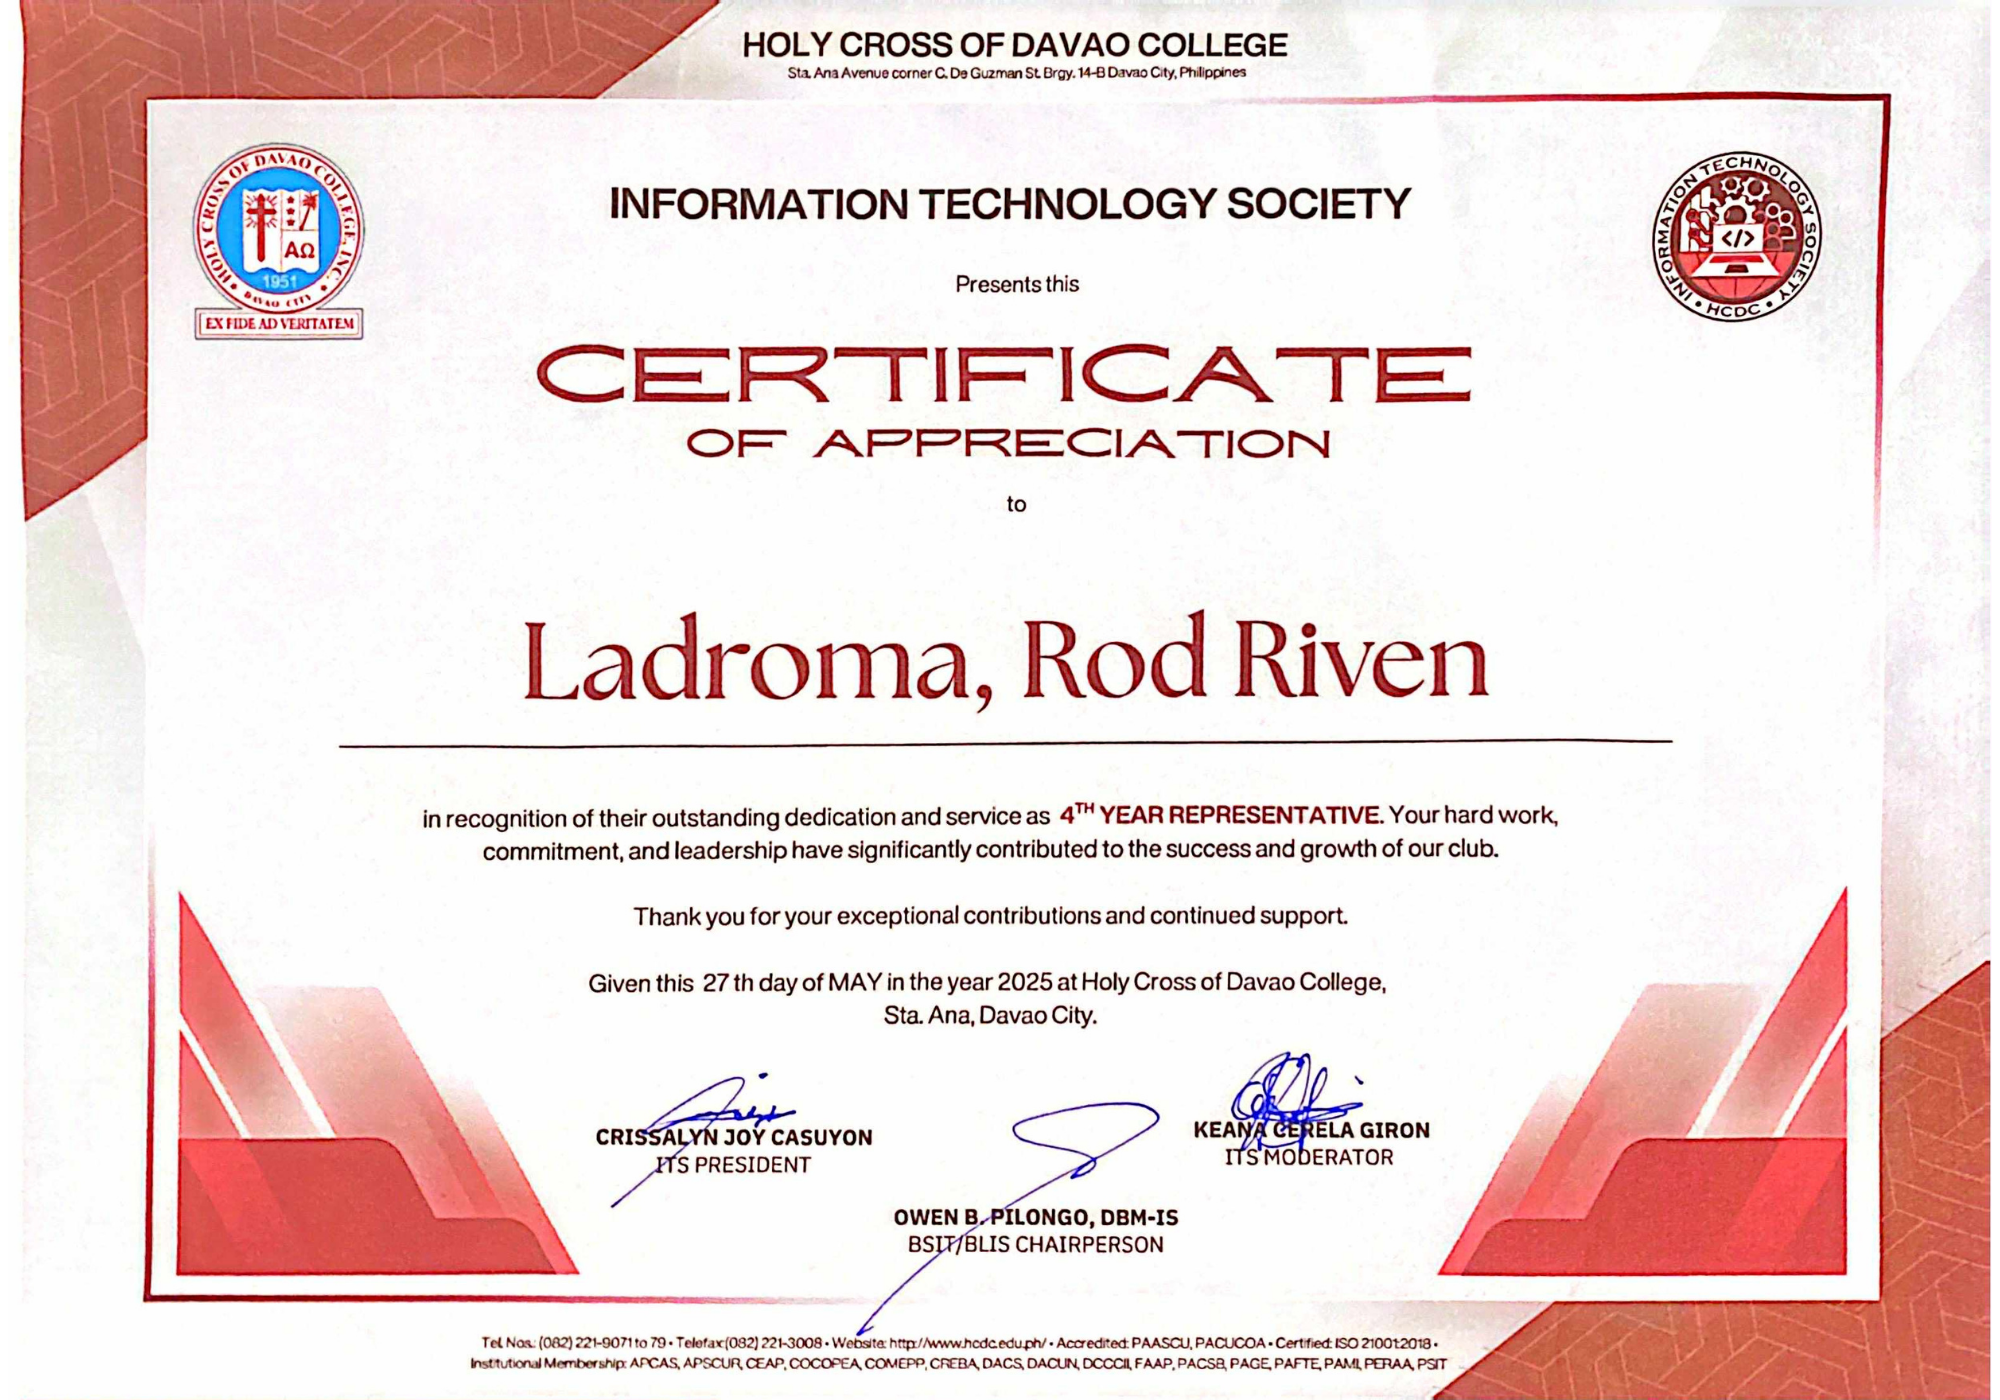 HOLY CROSS OF DAVAO COLLEGE
Sta. Ana Avenue corner C. De Guzman St. Brgy. 14-B Davao City, Philippines
HOLY CROSS OF DAVAO COLLEGE, INC.
ΑΩ
1951
DAVAO CITY
EX FIDE AD VERITATEM
INFORMATION TECHNOLOGY SOCIETY
</>
HCDC
INFORMATION TECHNOLOGY SOCIETY
Presents this
CERTIFICATE
OF APPRECIATION
to
Ladroma, Rod Riven
in recognition of their outstanding dedication and service as 4TH YEAR REPRESENTATIVE. Your hard work,
commitment, and leadership have significantly contributed to the success and growth of our club.
Thank you for your exceptional contributions and continued support.
Given this 27 th day of MAY in the year 2025 at Holy Cross of Davao College,
Sta. Ana, Davao City.
CRISSALYN JOY CASUYON
ITS PRESIDENT
KEANA CERELA GIRON
ITS MODERATOR
OWEN B. PILONGO, DBM-IS
BSIT/BLIS CHAIRPERSON
Tel. Nos.: (082) 221-9071 to 79 • Telefax:(082) 221-3008 • Website: http://www.hcdc.edu.ph/ • Accredited: PAASCU, PACUCOA • Certified: ISO 21001:2018 •
Institutional Membership: APCAS, APSCUR, CEAP, COCOPEA, COMEPP, CREBA, DACS, DACUN, DCCCII, FAAP, PACSB, PAGE, PAFTE, PAMI, PERAA, PSIT